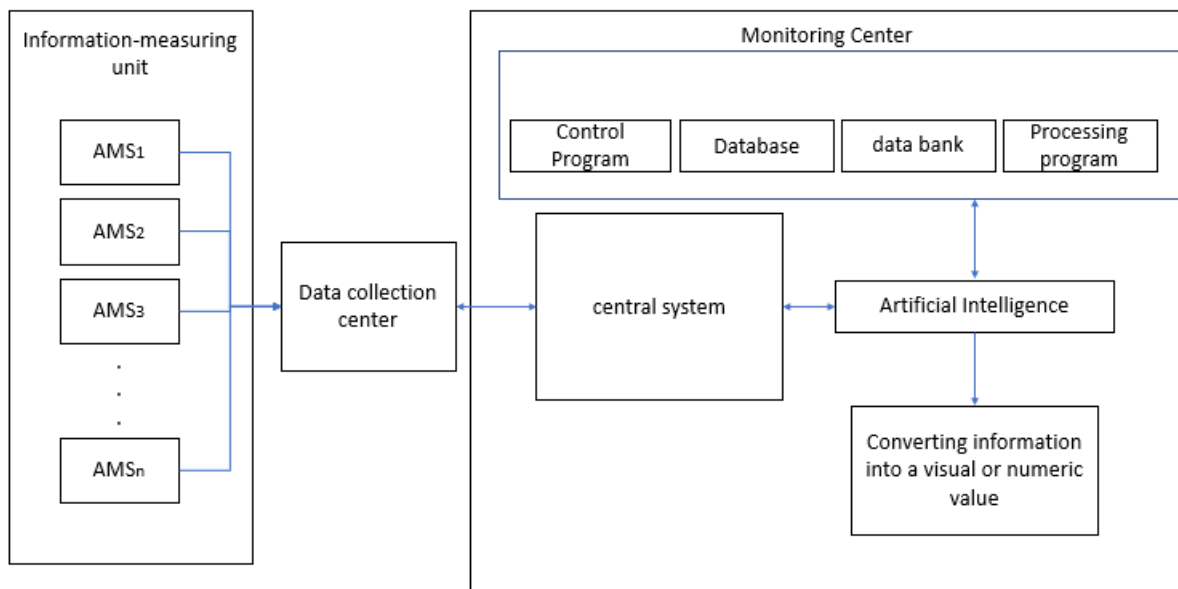 Information-measuring
unit
AMS1
AMS2
AMS3
.
.
.
AMSn
Data collection
center
Monitoring Center
Control
Program
Database
data bank
Processing
program
central system
Artificial Intelligence
Converting information
into a visual or numeric
value